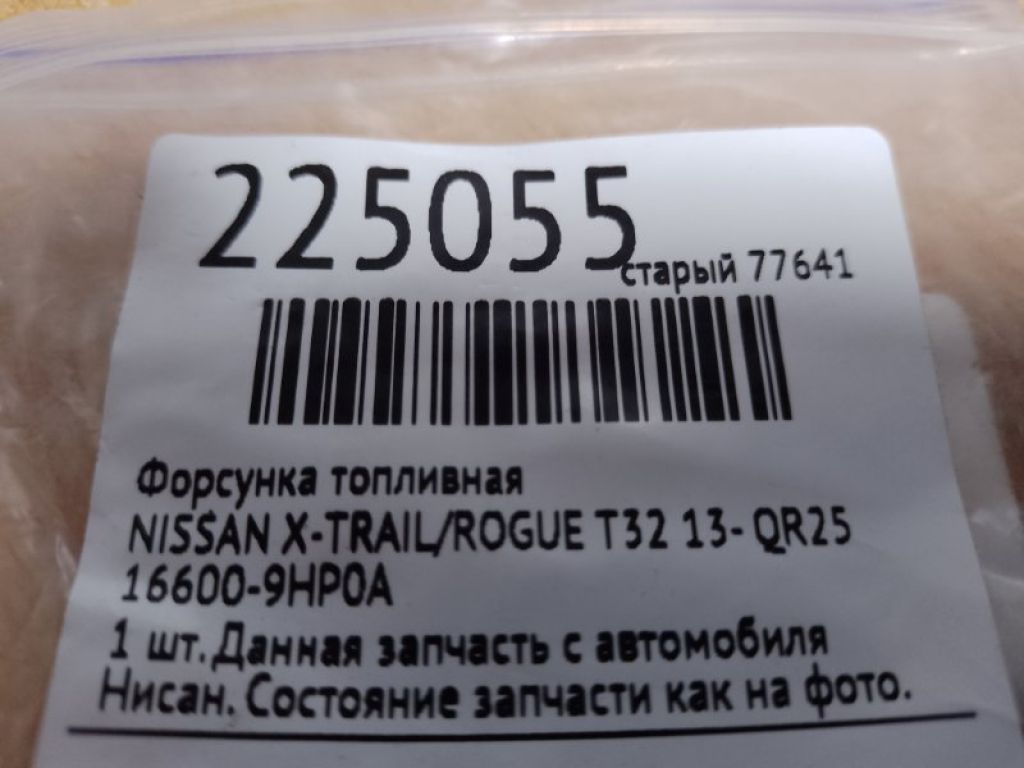 225055
старый 77641
Форсунка топливная
NISSAN X-TRAIL/ROGUE T32 13- QR25
16600-9HP0A
1 шт.Данная запчасть с автомобиля
Нисан. Состояние запчасти как на фото.